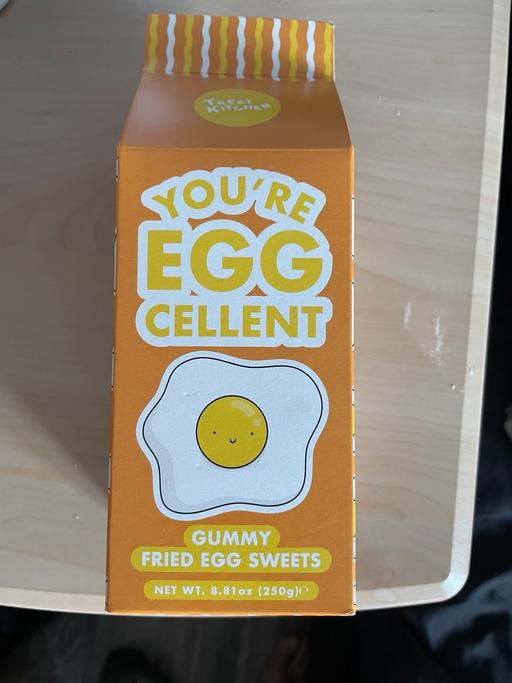 TREAT
KITCHEN
YOU'RE
EGG
CELLENT
GUMMY
FRIED EGG SWEETS
NET WT. 8.81oz (250g)℮